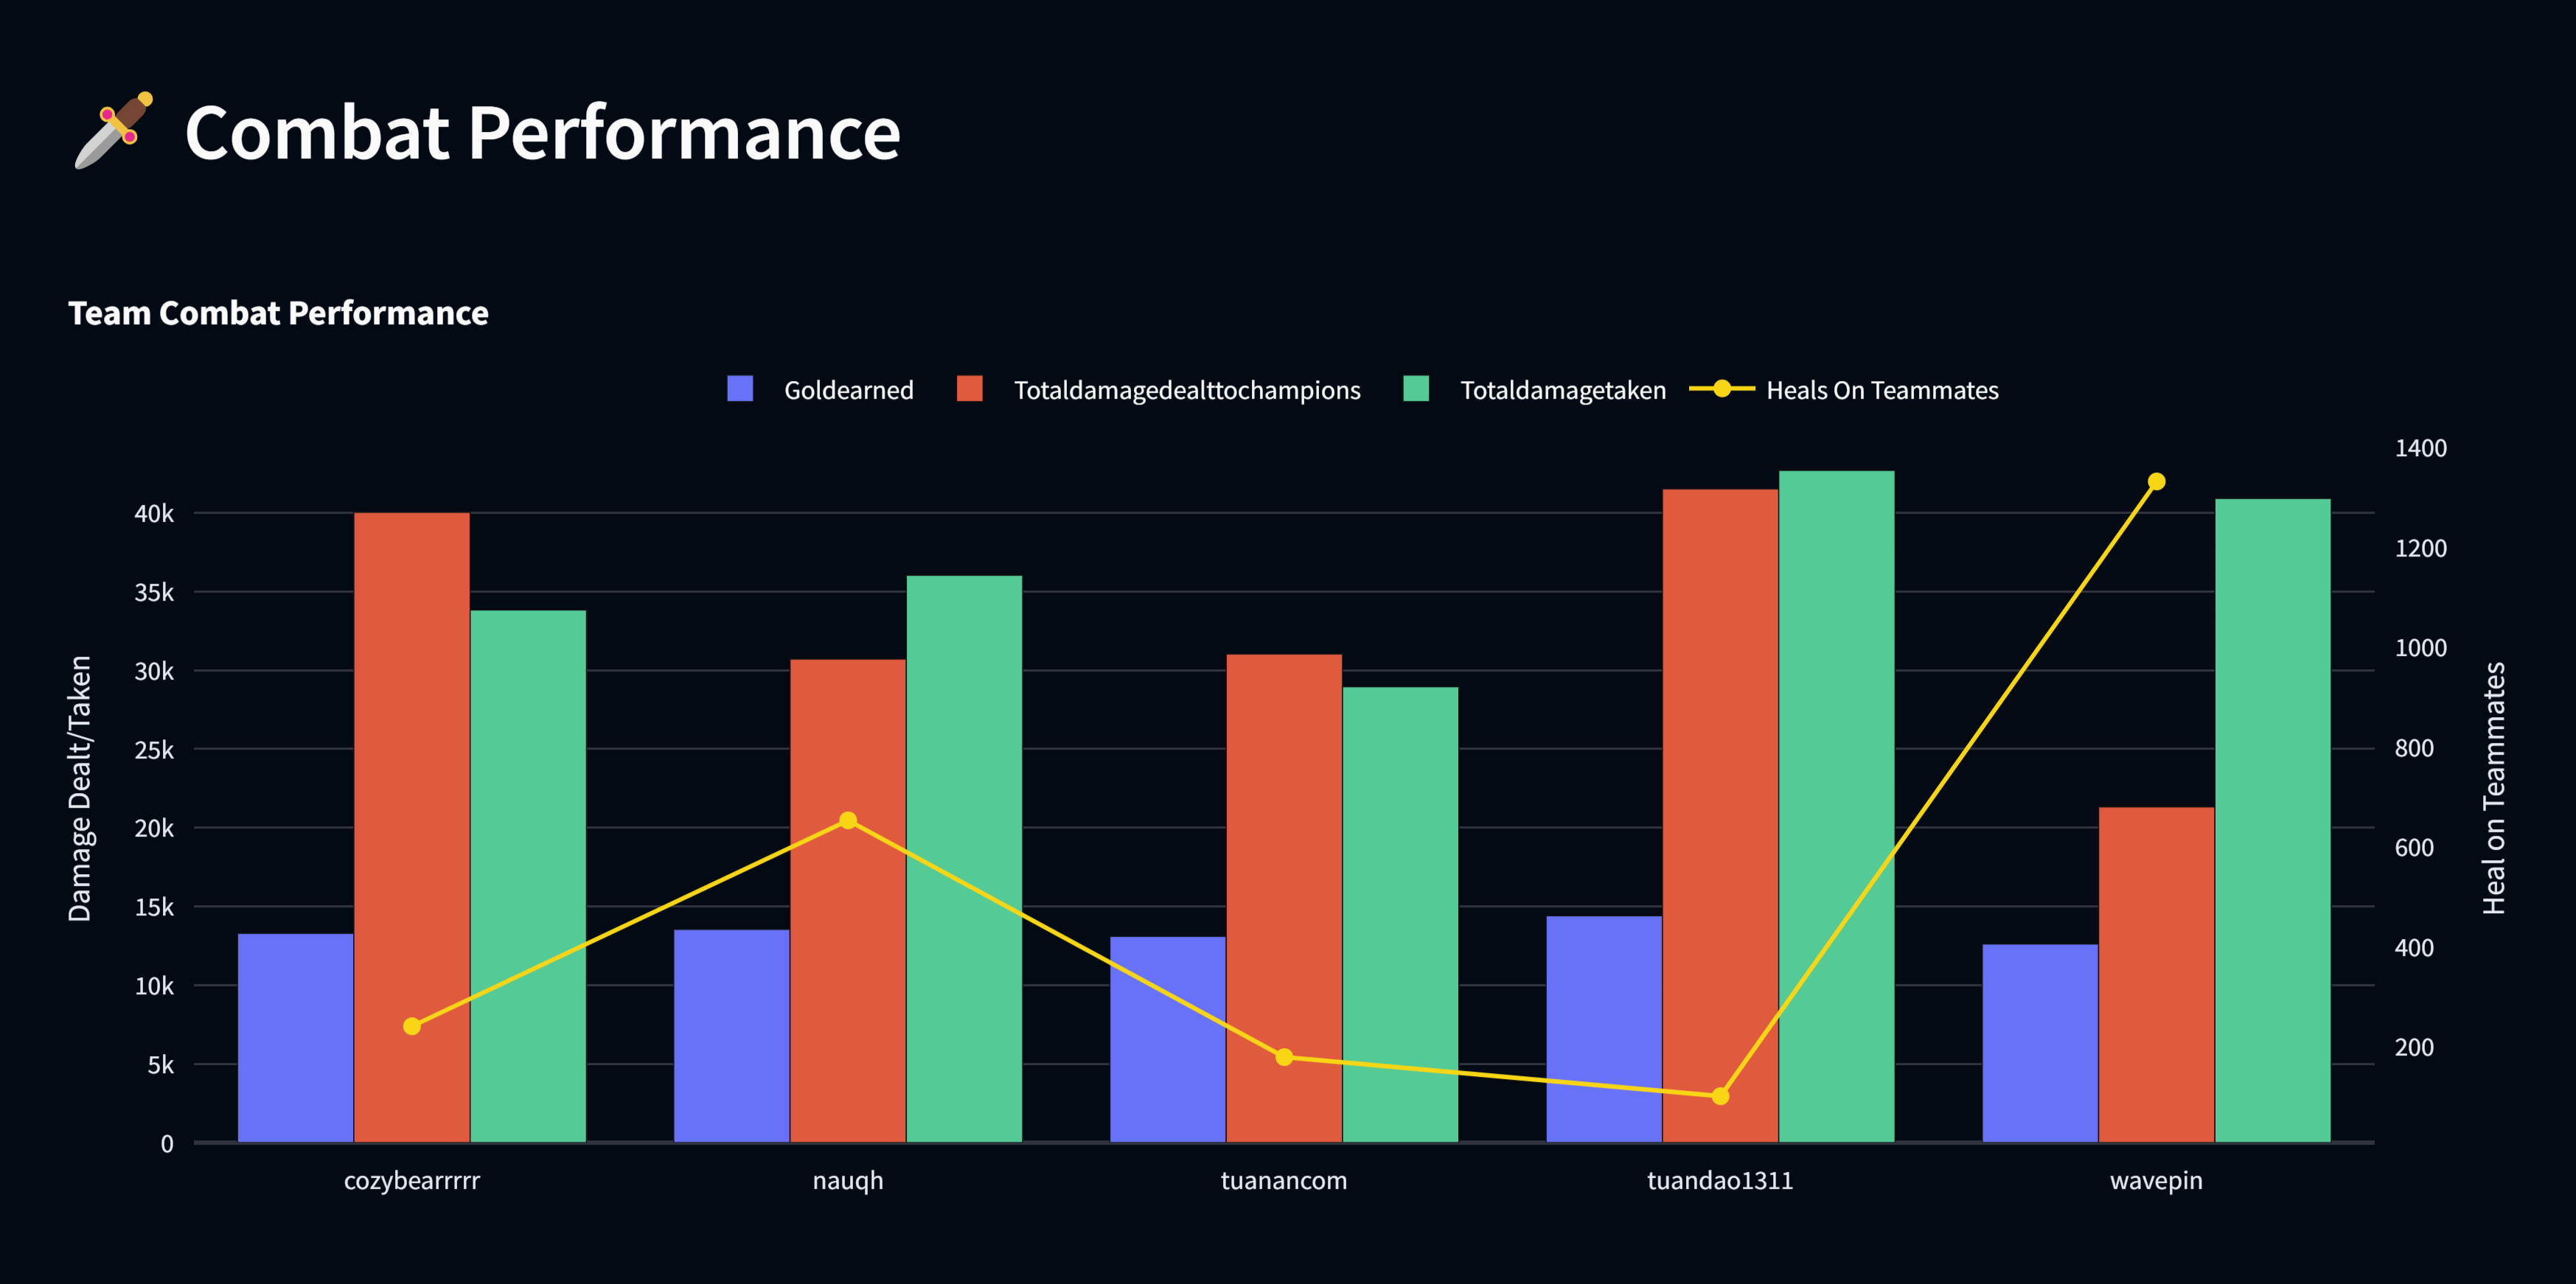 Combat Performance
Team Combat Performance
Goldearned Totaldamagedealttochampions Totaldamagetaken Heals On Teammates
Damage Dealt/Taken
40k
35k
30k
25k
20k
15k
10k
5k
0
1400
1200
1000
800
600
400
200
Heal on Teammates
cozybearrrrr nauqh tuanancom tuandao1311 wavepin